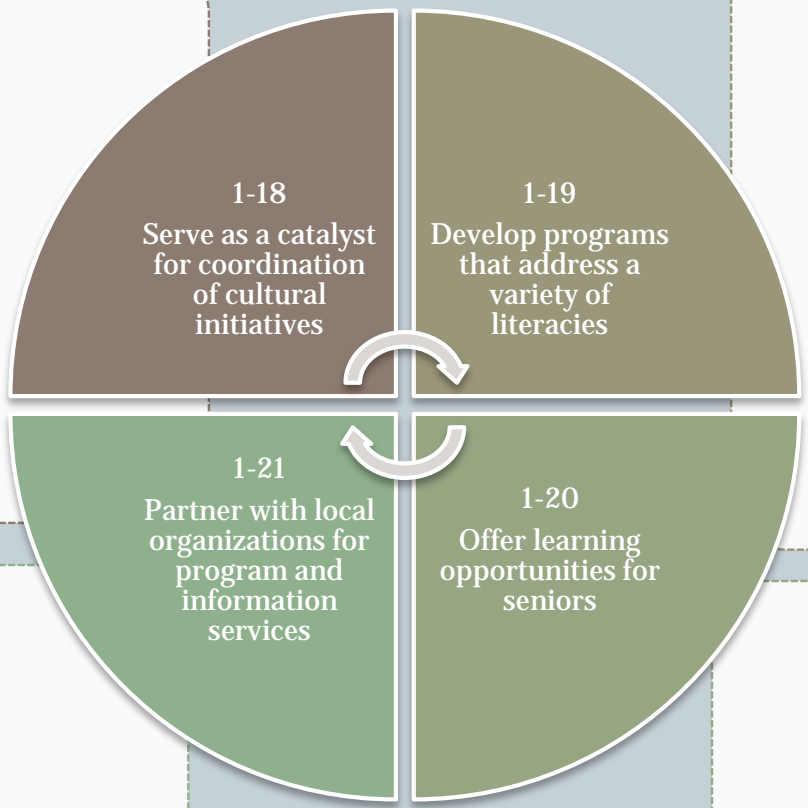 1-18
Serve as a catalyst
for coordination
of cultural
initiatives
1-19
Develop programs
that address a
variety of
literacies
1-20
Offer learning
opportunities for
seniors
1-21
Partner with local
organizations for
program and
information
services